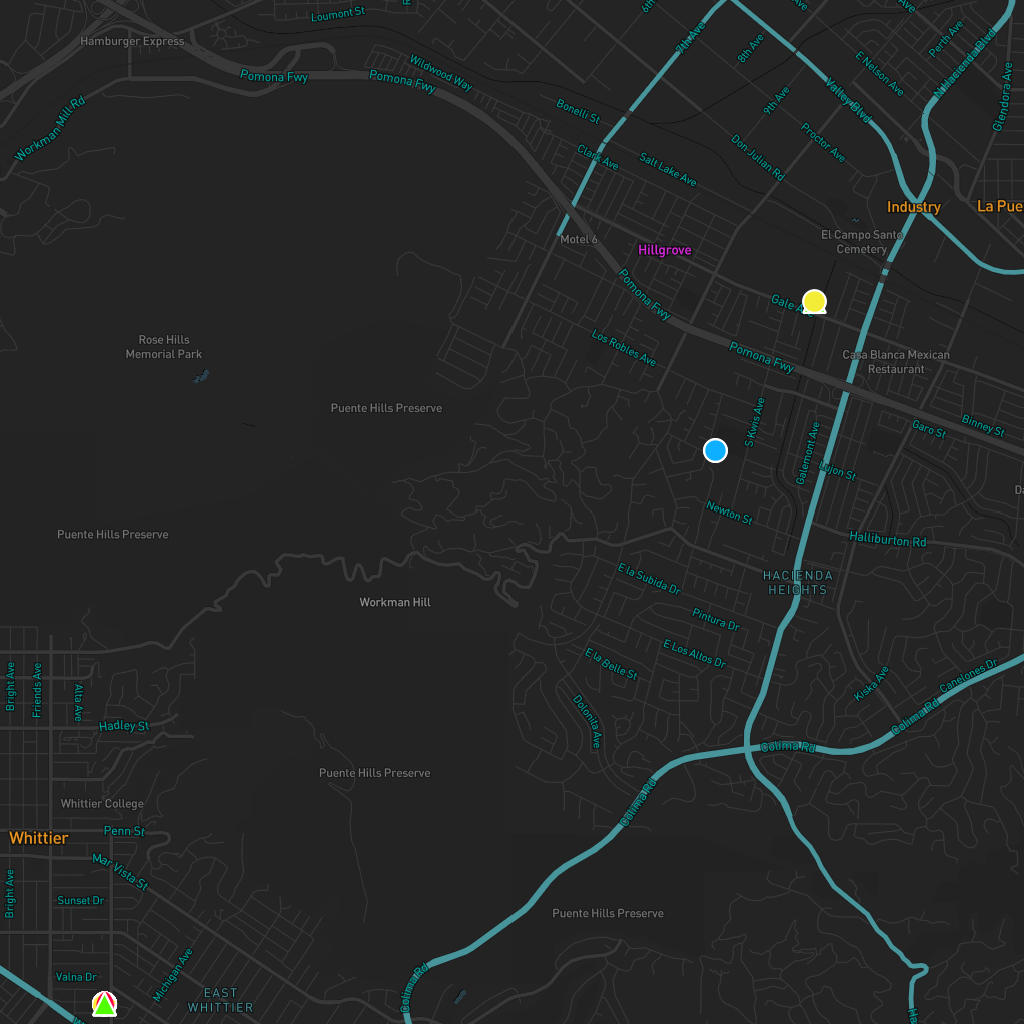 Loumont St
6th
8th Ave
Perth Ave
Hamburger Express
7th Ave
N Hacienda Blvd
Wildwood Way
E Nelson Ave
Pomona Fwy
Pomona Fwy
Valley Blvd
Glendora Ave
Workman Mill Rd
9th Ave
Bonelli St
Proctor Ave
Clark Ave
Salt Lake Ave
Don Julian Rd
Industry
La Pue
Motel 6
Hillgrove
El Campo Santo
Cemetery
Pomona Fwy
Gale Ave
Rose Hills
Memorial Park
Los Robles Ave
Pomona Fwy
Casa Blanca Mexican
Restaurant
Puente Hills Preserve
S Kwis Ave
Garo St
Binney St
Galemont Ave
Lujon St
Da
Newton St
Puente Hills Preserve
Halliburton Rd
E la Subida Dr
HACIENDA
HEIGHTS
Workman Hill
Pintura Dr
E Los Altos Dr
E la Belle St
Bright Ave
Friends Ave
Alta Ave
Kiska Ave
Canelones Dr
Hadley St
Dolonita Ave
Colima Rd
Colima Rd
Puente Hills Preserve
Colima Rd
Whittier College
Penn St
Whittier
Mar Vista St
Bright Ave
Sunset Dr
Puente Hills Preserve
Valna Dr
Michigan Ave
Colima Rd
EAST
WHITTIER
Ha